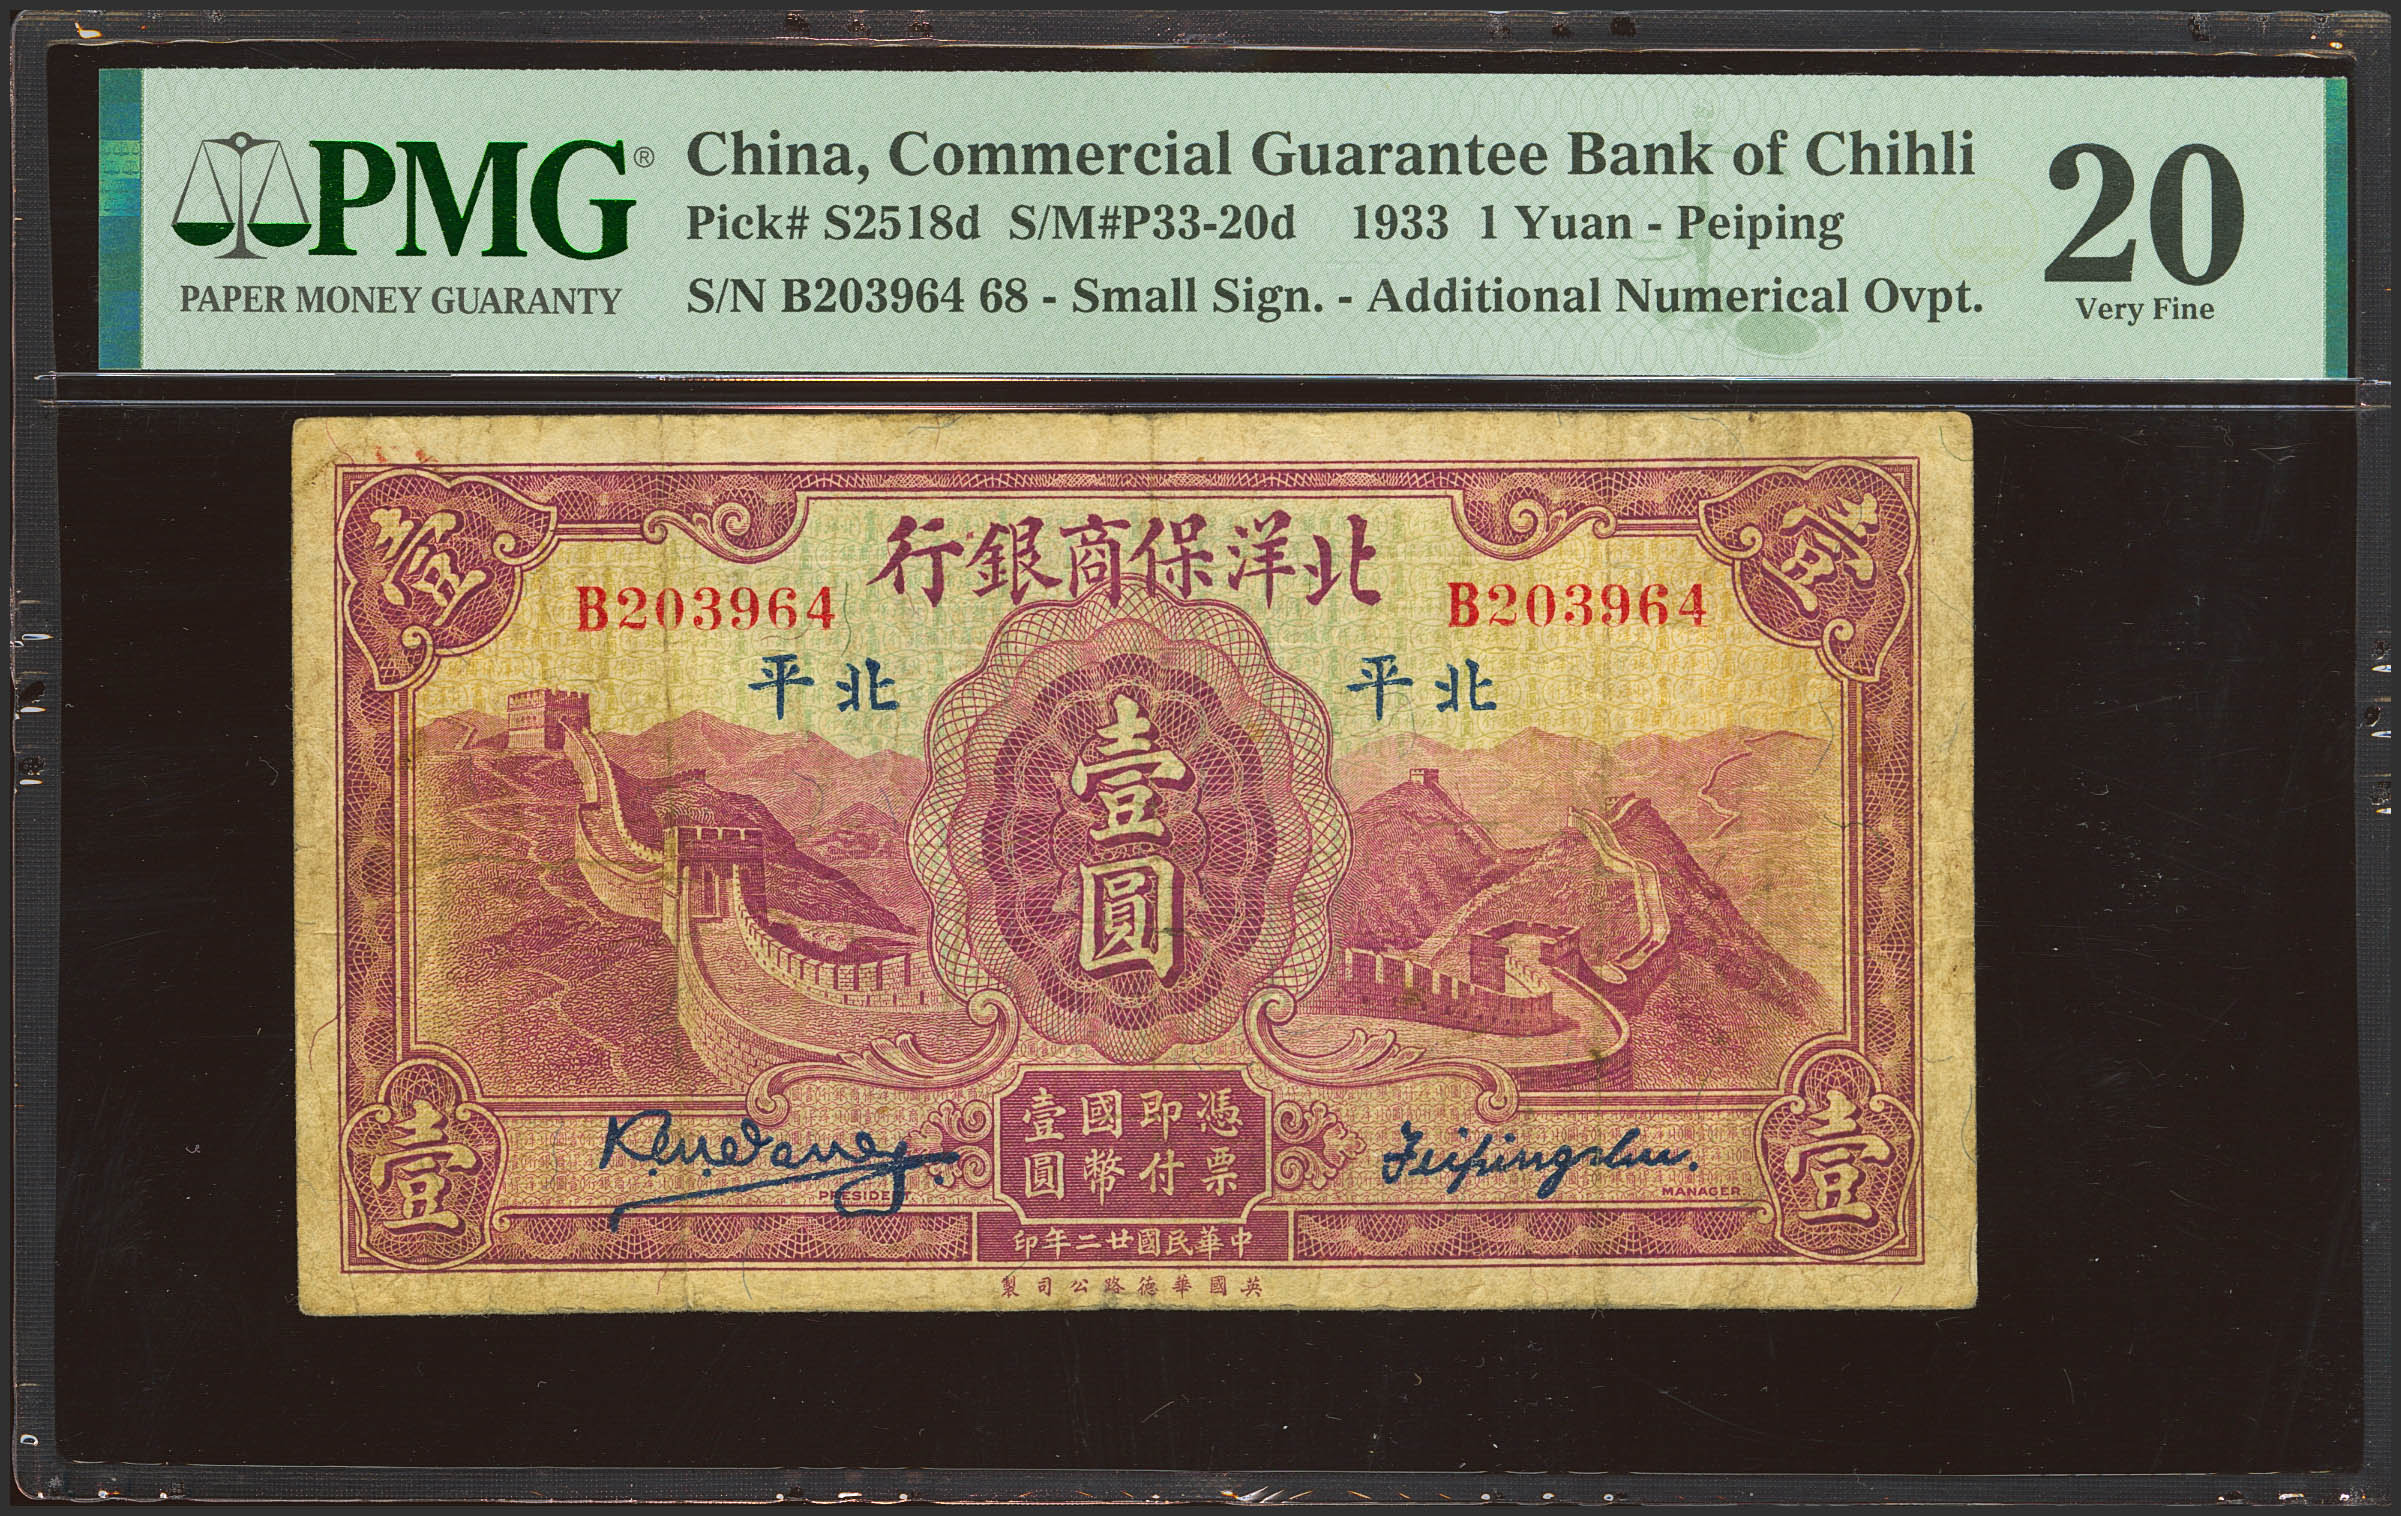 PMG®
PAPER MONEY GUARANTY
China, Commercial Guarantee Bank of Chihli
Pick# S2518d S/M#P33-20d 1933 1 Yuan - Peiping
S/N B203964 68 - Small Sign. - Additional Numerical Ovpt.
20
Very Fine
壹
壹
行銀商保洋北
B203964
B203964
平北
平北
壹圓
憑票
即付
國幣
壹圓
壹
壹
PRESIDENT
MANAGER
印年二廿國民華中
製司公路德華國英